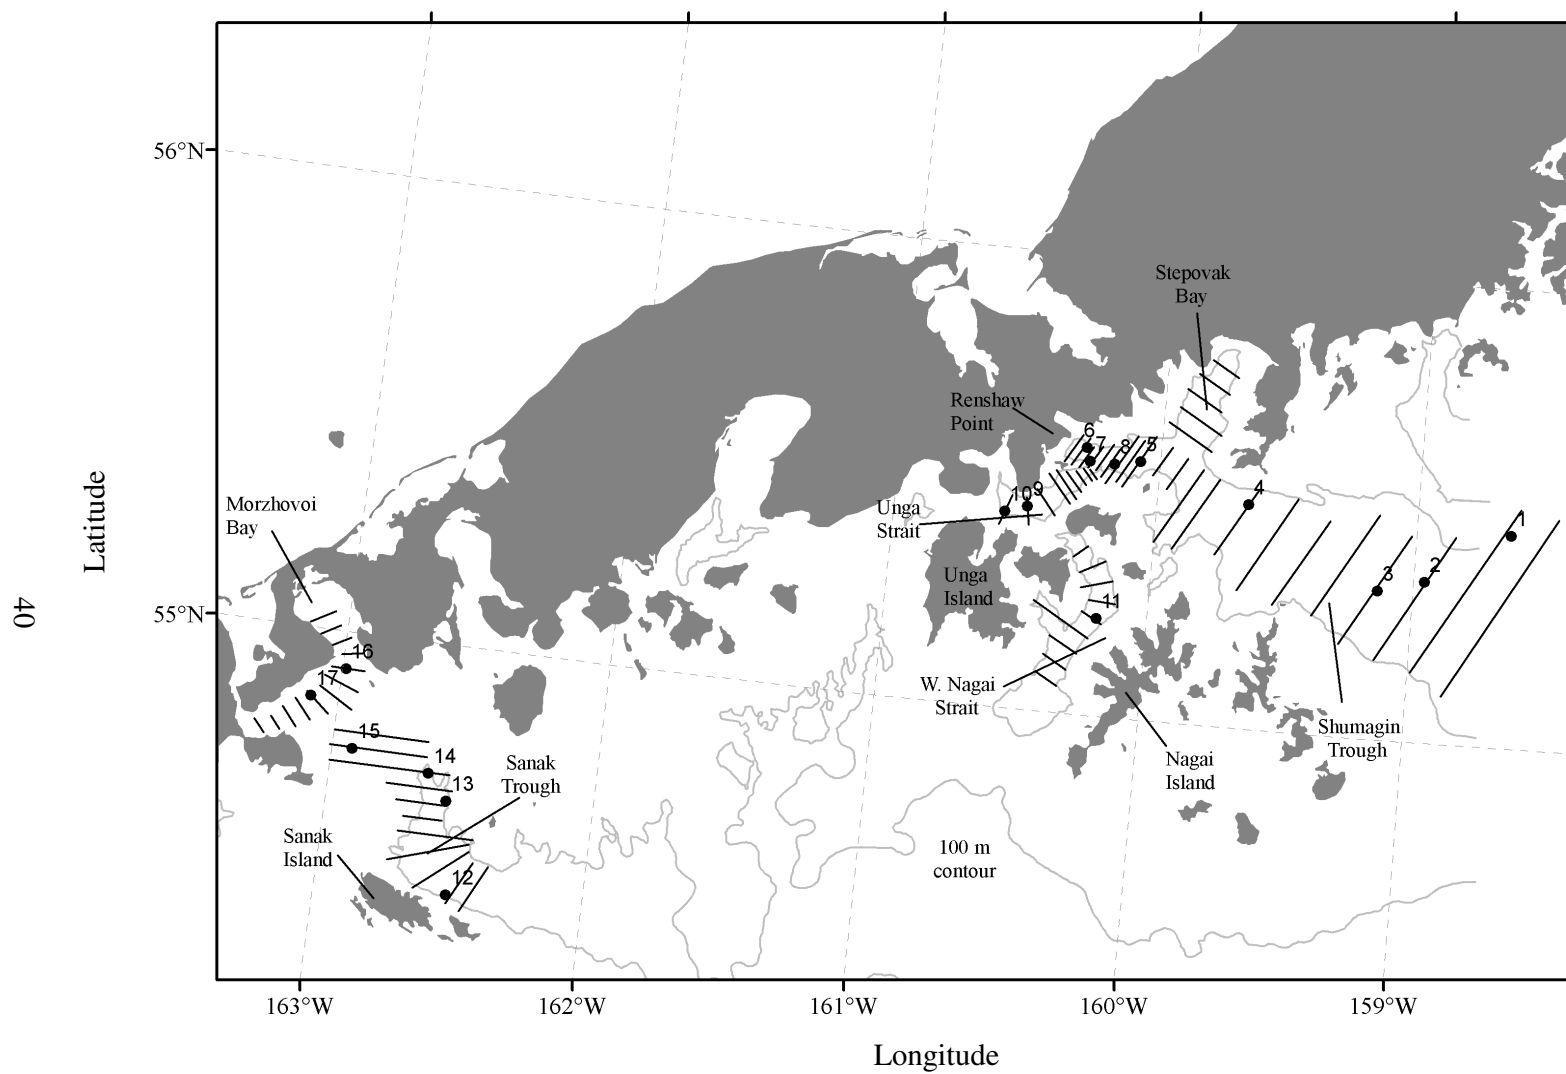 56°N
Stepovak
Bay
Renshaw
Point
6
7
8
5
Latitude
Morzhovoi
Bay
10
9
4
Unga
Strait
1
2
3
Unga
Island
40
55°N
11
16
17
W. Nagai
Strait
Shumagin
Trough
15
14
Sanak
Trough
13
Nagai
Island
Sanak
Island
100 m
contour
12
163°W
162°W
161°W
160°W
159°W
Longitude